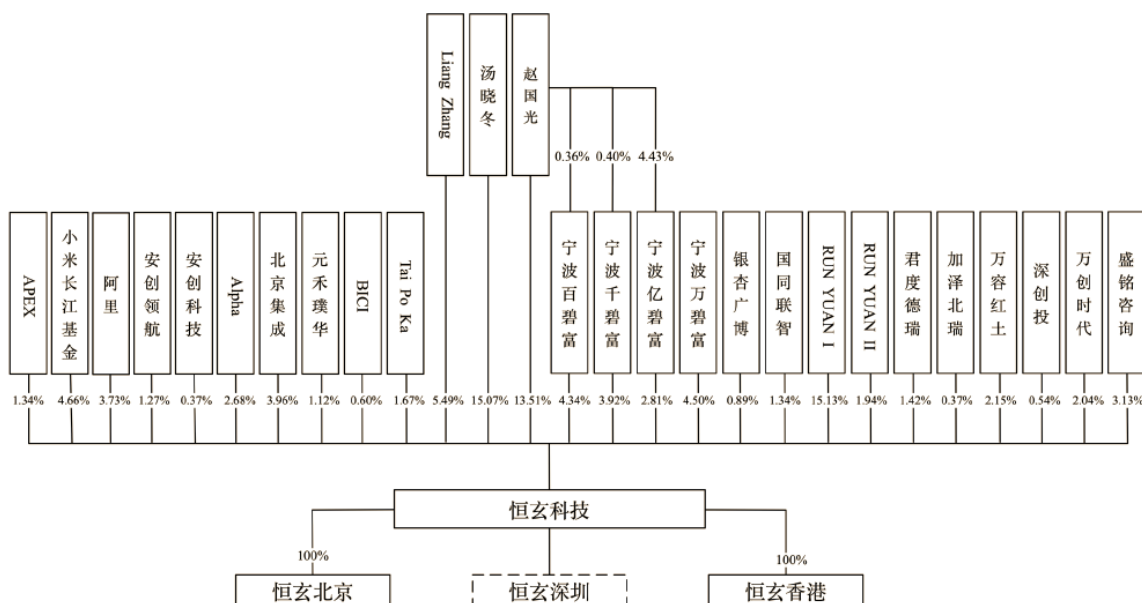 Liang Zhang
汤晓冬
赵国光
0.36%
0.40%
4.43%
APEX
小米长江基金
阿里
安创领航
安创科技
Alpha
北京集成
元禾璞华
BICI
Tai Po Ka
宁波百碧富
宁波千碧富
宁波亿碧富
宁波万碧富
银杏广博
国同联智
RUN YUAN I
RUN YUAN II
君度德瑞
加泽北瑞
万容红土
深创投
万创时代
盛铭咨询
1.34%
4.66%
3.73%
1.27%
0.37%
2.68%
3.96%
1.12%
0.60%
1.67%
5.49%
15.07%
13.51%
4.34%
3.92%
2.81%
4.50%
0.89%
1.34%
15.13%
1.94%
1.42%
0.37%
2.15%
0.54%
2.04%
3.13%
恒玄科技
100%
100%
恒玄北京
恒玄深圳
恒玄香港